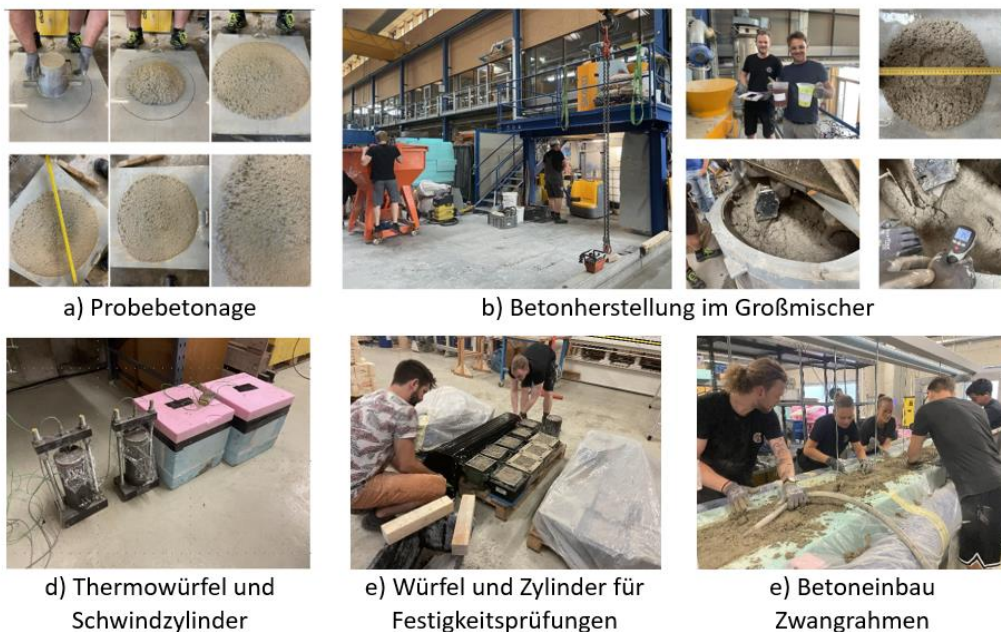 a) Probebetonage
b) Betonherstellung im Großmischer
d) Thermowürfel und
Schwindzylinder
e) Würfel und Zylinder für
Festigkeitsprüfungen
e) Betoneinbau
Zwangrahmen